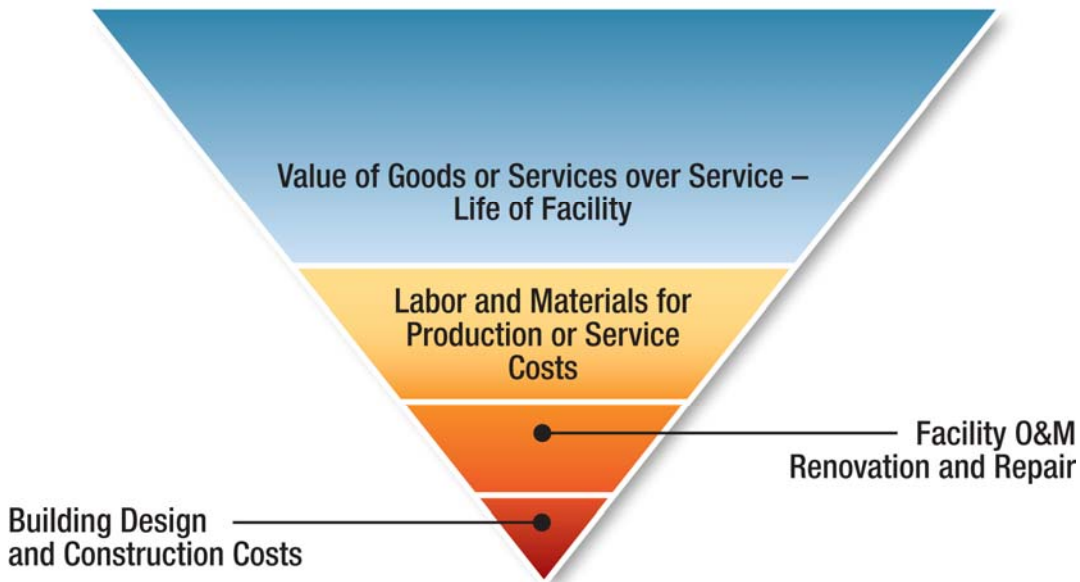 Value of Goods or Services over Service –
Life of Facility
Labor and Materials for
Production or Service
Costs
Facility O&M
Renovation and Repair
Building Design
and Construction Costs